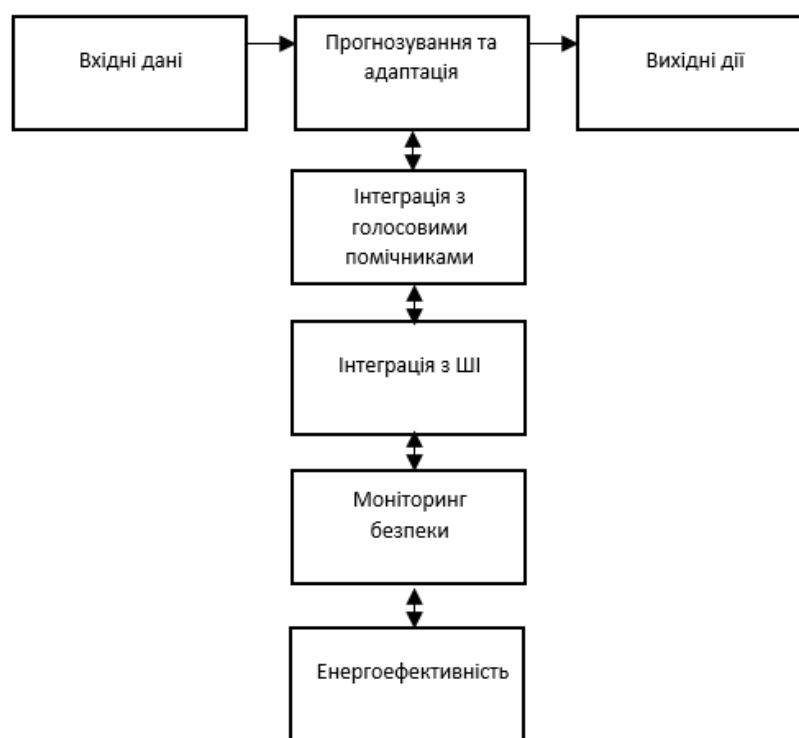 Вхідні дані
Прогнозування та
адаптація
Вихідні дії
Інтеграція з
голосовими
помічниками
Інтеграція з ШІ
Моніторинг
безпеки
Енергоефективність